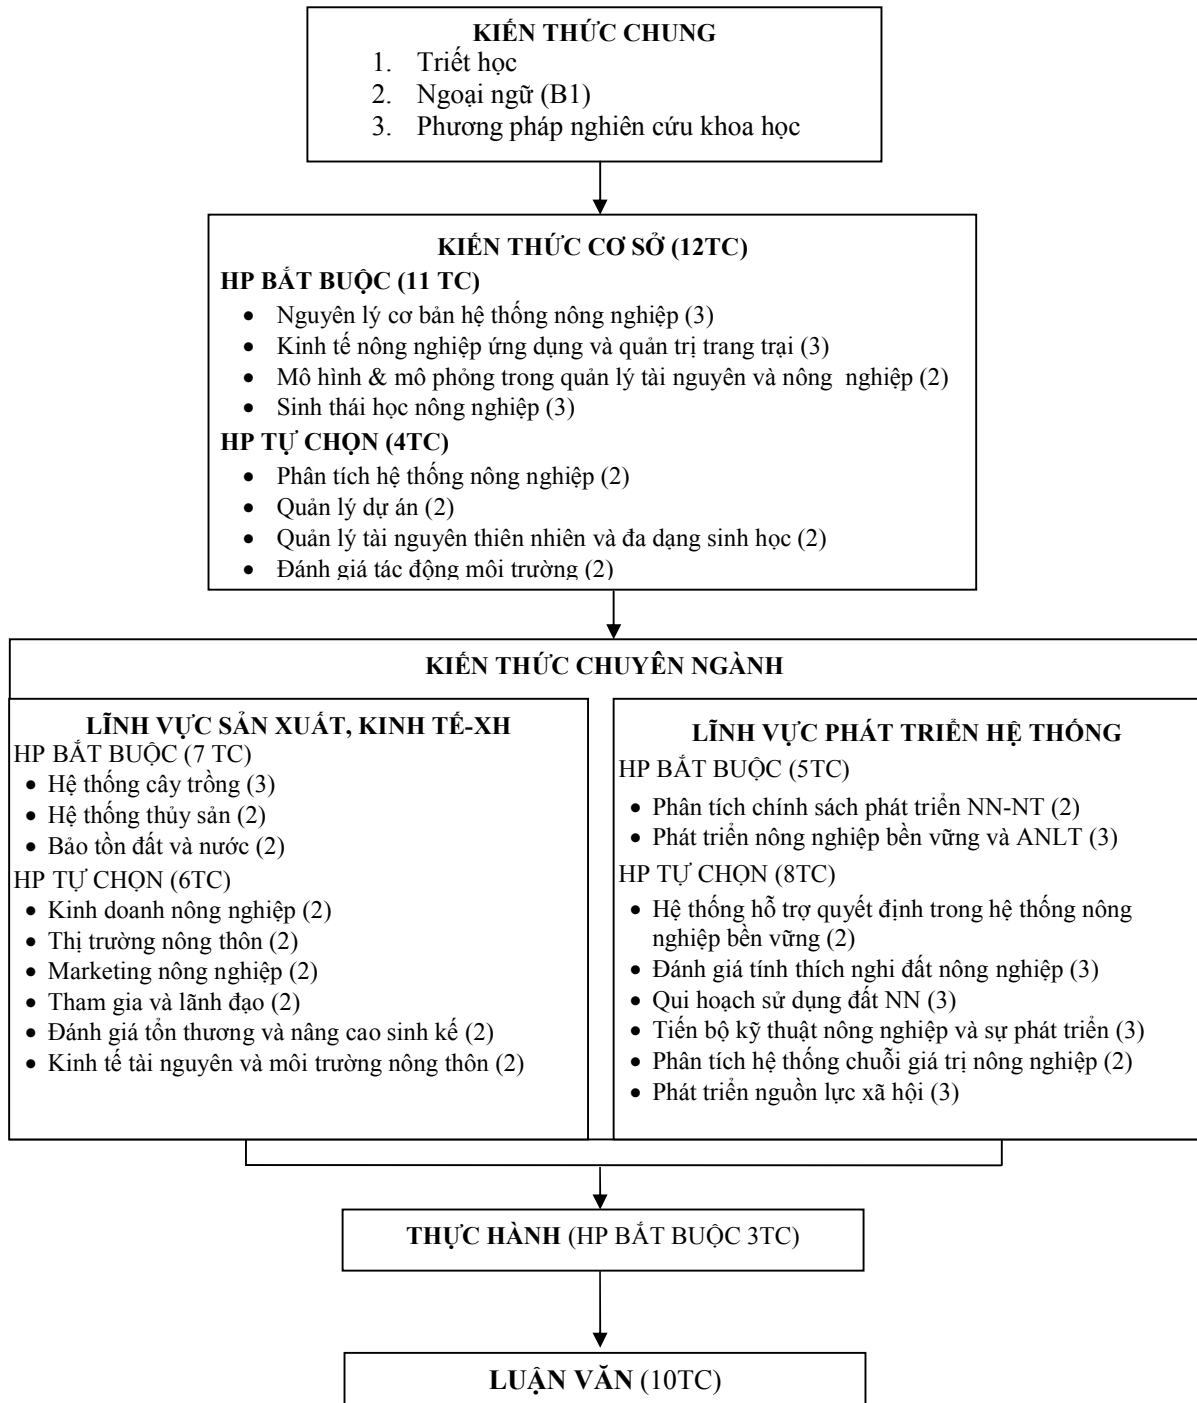 KIẾN THỨC CHUNG
1. Triết học
2. Ngoại ngữ (B1)
3. Phương pháp nghiên cứu khoa học
KIẾN THỨC CƠ SỞ (12TC)
HP BẮT BUỘC (11 TC)
• Nguyên lý cơ bản hệ thống nông nghiệp (3)
• Kinh tế nông nghiệp ứng dụng và quản trị trang trại (3)
• Mô hình & mô phỏng trong quản lý tài nguyên và nông nghiệp (2)
• Sinh thái học nông nghiệp (3)
HP TỰ CHỌN (4TC)
• Phân tích hệ thống nông nghiệp (2)
• Quản lý dự án (2)
• Quản lý tài nguyên thiên nhiên và đa dạng sinh học (2)
• Đánh giá tác động môi trường (2)
KIẾN THỨC CHUYÊN NGÀNH
LĨNH VỰC SẢN XUẤT, KINH TẾ-XH
HP BẮT BUỘC (7 TC)
• Hệ thống cây trồng (3)
• Hệ thống thủy sản (2)
• Bảo tồn đất và nước (2)
HP TỰ CHỌN (6TC)
• Kinh doanh nông nghiệp (2)
• Thị trường nông thôn (2)
• Marketing nông nghiệp (2)
• Tham gia và lãnh đạo (2)
• Đánh giá tổn thương và nâng cao sinh kế (2)
• Kinh tế tài nguyên và môi trường nông thôn (2)
LĨNH VỰC PHÁT TRIỂN HỆ THỐNG
HP BẮT BUỘC (5TC)
• Phân tích chính sách phát triển NN-NT (2)
• Phát triển nông nghiệp bền vững và ANLT (3)
HP TỰ CHỌN (8TC)
• Hệ thống hỗ trợ quyết định trong hệ thống nông
nghiệp bền vững (2)
• Đánh giá tính thích nghi đất nông nghiệp (3)
• Qui hoạch sử dụng đất NN (3)
• Tiến bộ kỹ thuật nông nghiệp và sự phát triển (3)
• Phân tích hệ thống chuỗi giá trị nông nghiệp (2)
• Phát triển nguồn lực xã hội (3)
THỰC HÀNH (HP BẮT BUỘC 3TC)
LUẬN VĂN (10TC)